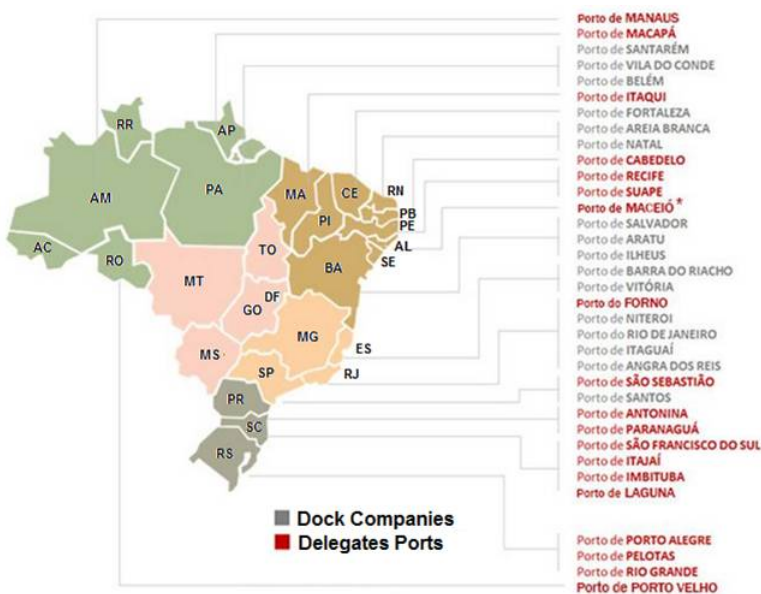 Porto de MANAUS
Porto de MACAPÁ
Porto de SANTARÉM
Porto de VILA DO CONDE
Porto de BELÉM
Porto de ITAQUI
Porto de FORTALEZA
Porto de AREIA BRANCA
Porto de NATAL
Porto de CABEDELO
Porto de RECIFE
Porto de SUAPE
Porto de MACEIÓ *
Porto de SALVADOR
Porto de ARATU
Porto de ILHEUS
Porto de BARRA DO RIACHO
Porto de VITÓRIA
Porto do FORNO
Porto de NITEROI
Porto do RIO DE JANEIRO
Porto de ITAGUAÍ
Porto de ANGRA DOS REIS
Porto de SÃO SEBASTIÃO
Porto de SANTOS
Porto de ANTONINA
Porto de PARANAGUÁ
Porto de SÃO FRANCISCO DO SUL
Porto de ITAJAÍ
Porto de IMBITUBA
Porto de LAGUNA
Porto de PORTO ALEGRE
Porto de PELOTAS
Porto de RIO GRANDE
Porto de PORTO VELHO
RR
AP
AM
PA
MA
CE
RN
PI
PB
PE
AL
SE
AC
RO
TO
BA
MT
DF
GO
MG
ES
MS
SP
RJ
PR
SC
RS
Dock Companies
Delegates Ports